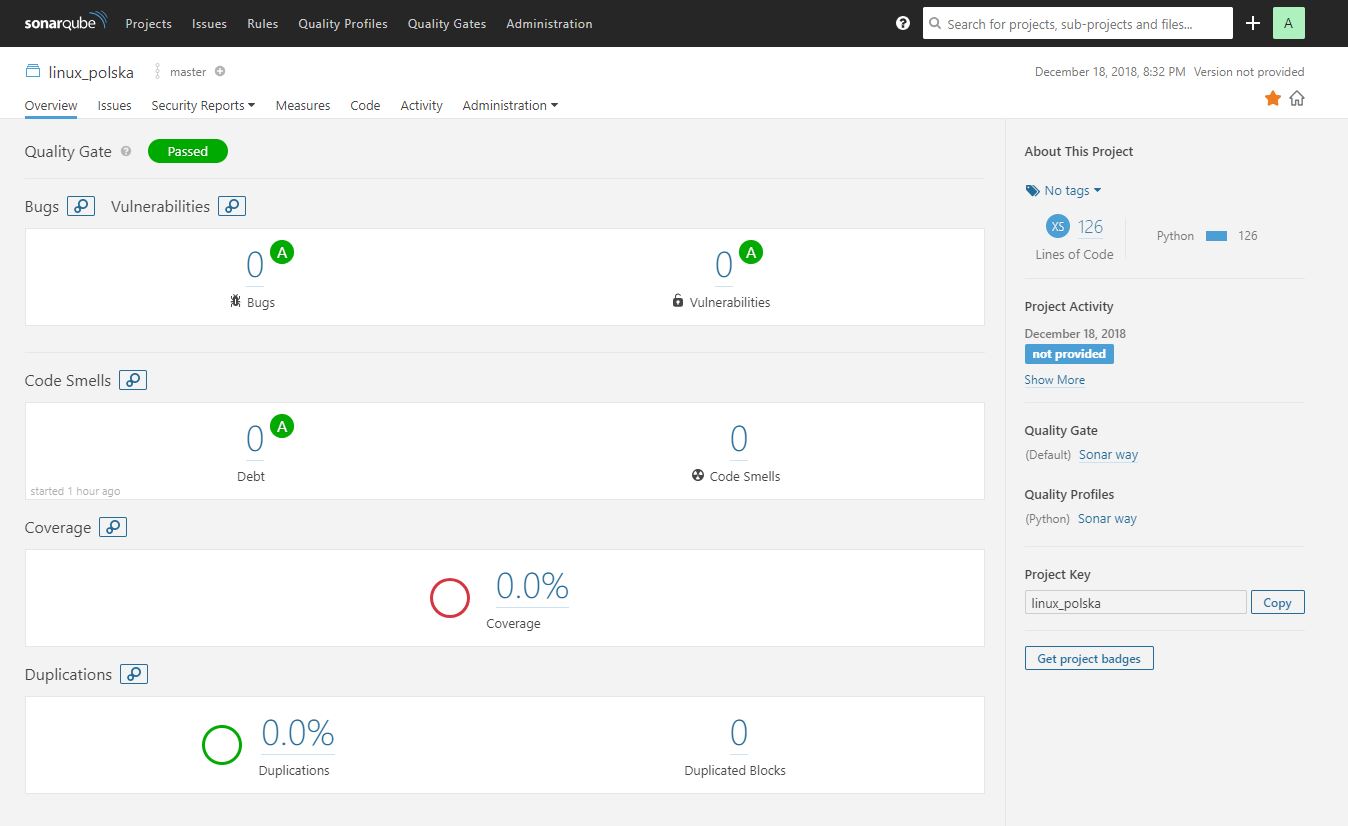 sonarqube Projects Issues Rules Quality Profiles Quality Gates Administration Search for projects, sub-projects and files... A
linux_polska master December 18, 2018, 8:32 PM Version not provided
Overview Issues Security Reports Measures Code Activity Administration
Quality Gate Passed
Bugs Vulnerabilities
0 A 0 A
Bugs Vulnerabilities
Code Smells
0 A 0
Debt Code Smells
started 1 hour ago
Coverage
0.0%
Coverage
Duplications
0.0% 0
Duplications Duplicated Blocks
About This Project
No tags
XS 126 Python 126
Lines of Code
Project Activity
December 18, 2018
not provided
Show More
Quality Gate
(Default) Sonar way
Quality Profiles
(Python) Sonar way
Project Key
linux_polska Copy
Get project badges